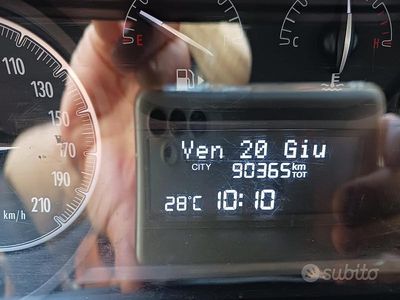 E
C H
110
130
150
170
190
210
km/h
Ven 20 Giu
CITY 90365 km TOT
28°C 10:10
subito